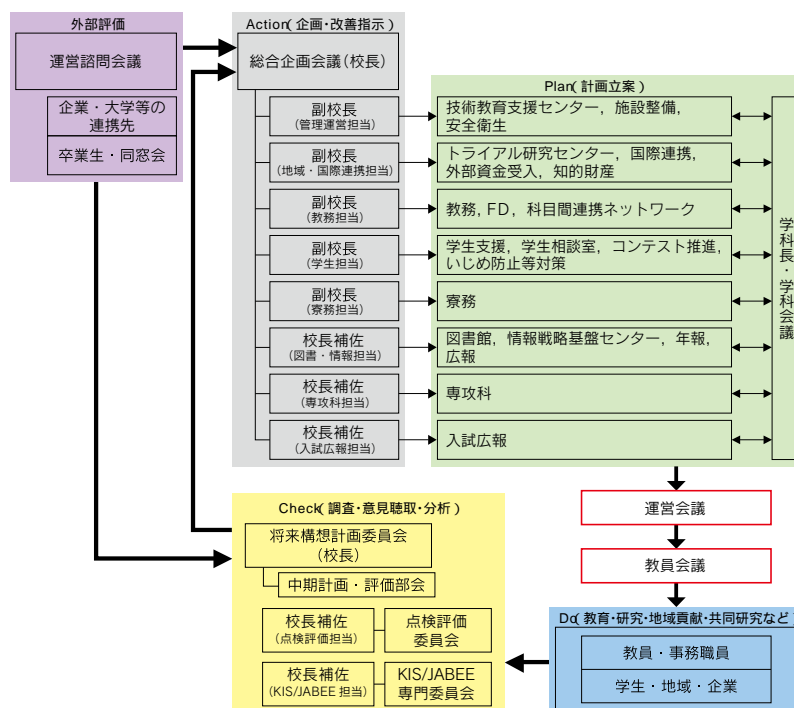 外部評価
運営諮問会議
企業・大学等の
連携先
卒業生・同窓会
Action(企画・改善指示)
総合企画会議(校長)
副校長
(管理運営担当)
副校長
(地域・国際連携担当)
副校長
(教務担当)
副校長
(学生担当)
副校長
(寮務担当)
校長補佐
(図書・情報担当)
校長補佐
(専攻科担当)
校長補佐
(入試広報担当)
Plan(計画立案)
技術教育支援センター，施設整備，
安全衛生
トライアル研究センター，国際連携，
外部資金受入，知的財産
教務，FD，科目間連携ネットワーク
学生支援，学生相談室，コンテスト推進，
いじめ防止等対策
寮務
図書館，情報戦略基盤センター，年報，
広報
専攻科
入試広報
学科長・学科会議
運営会議
教員会議
Do(教育・研究・地域貢献・共同研究など)
教員・事務職員
学生・地域・企業
Check(調査・意見聴取・分析)
将来構想計画委員会
(校長)
中期計画・評価部会
校長補佐
(点検評価担当)
点検評価
委員会
校長補佐
(KIS/JABEE 担当)
KIS/JABEE
専門委員会